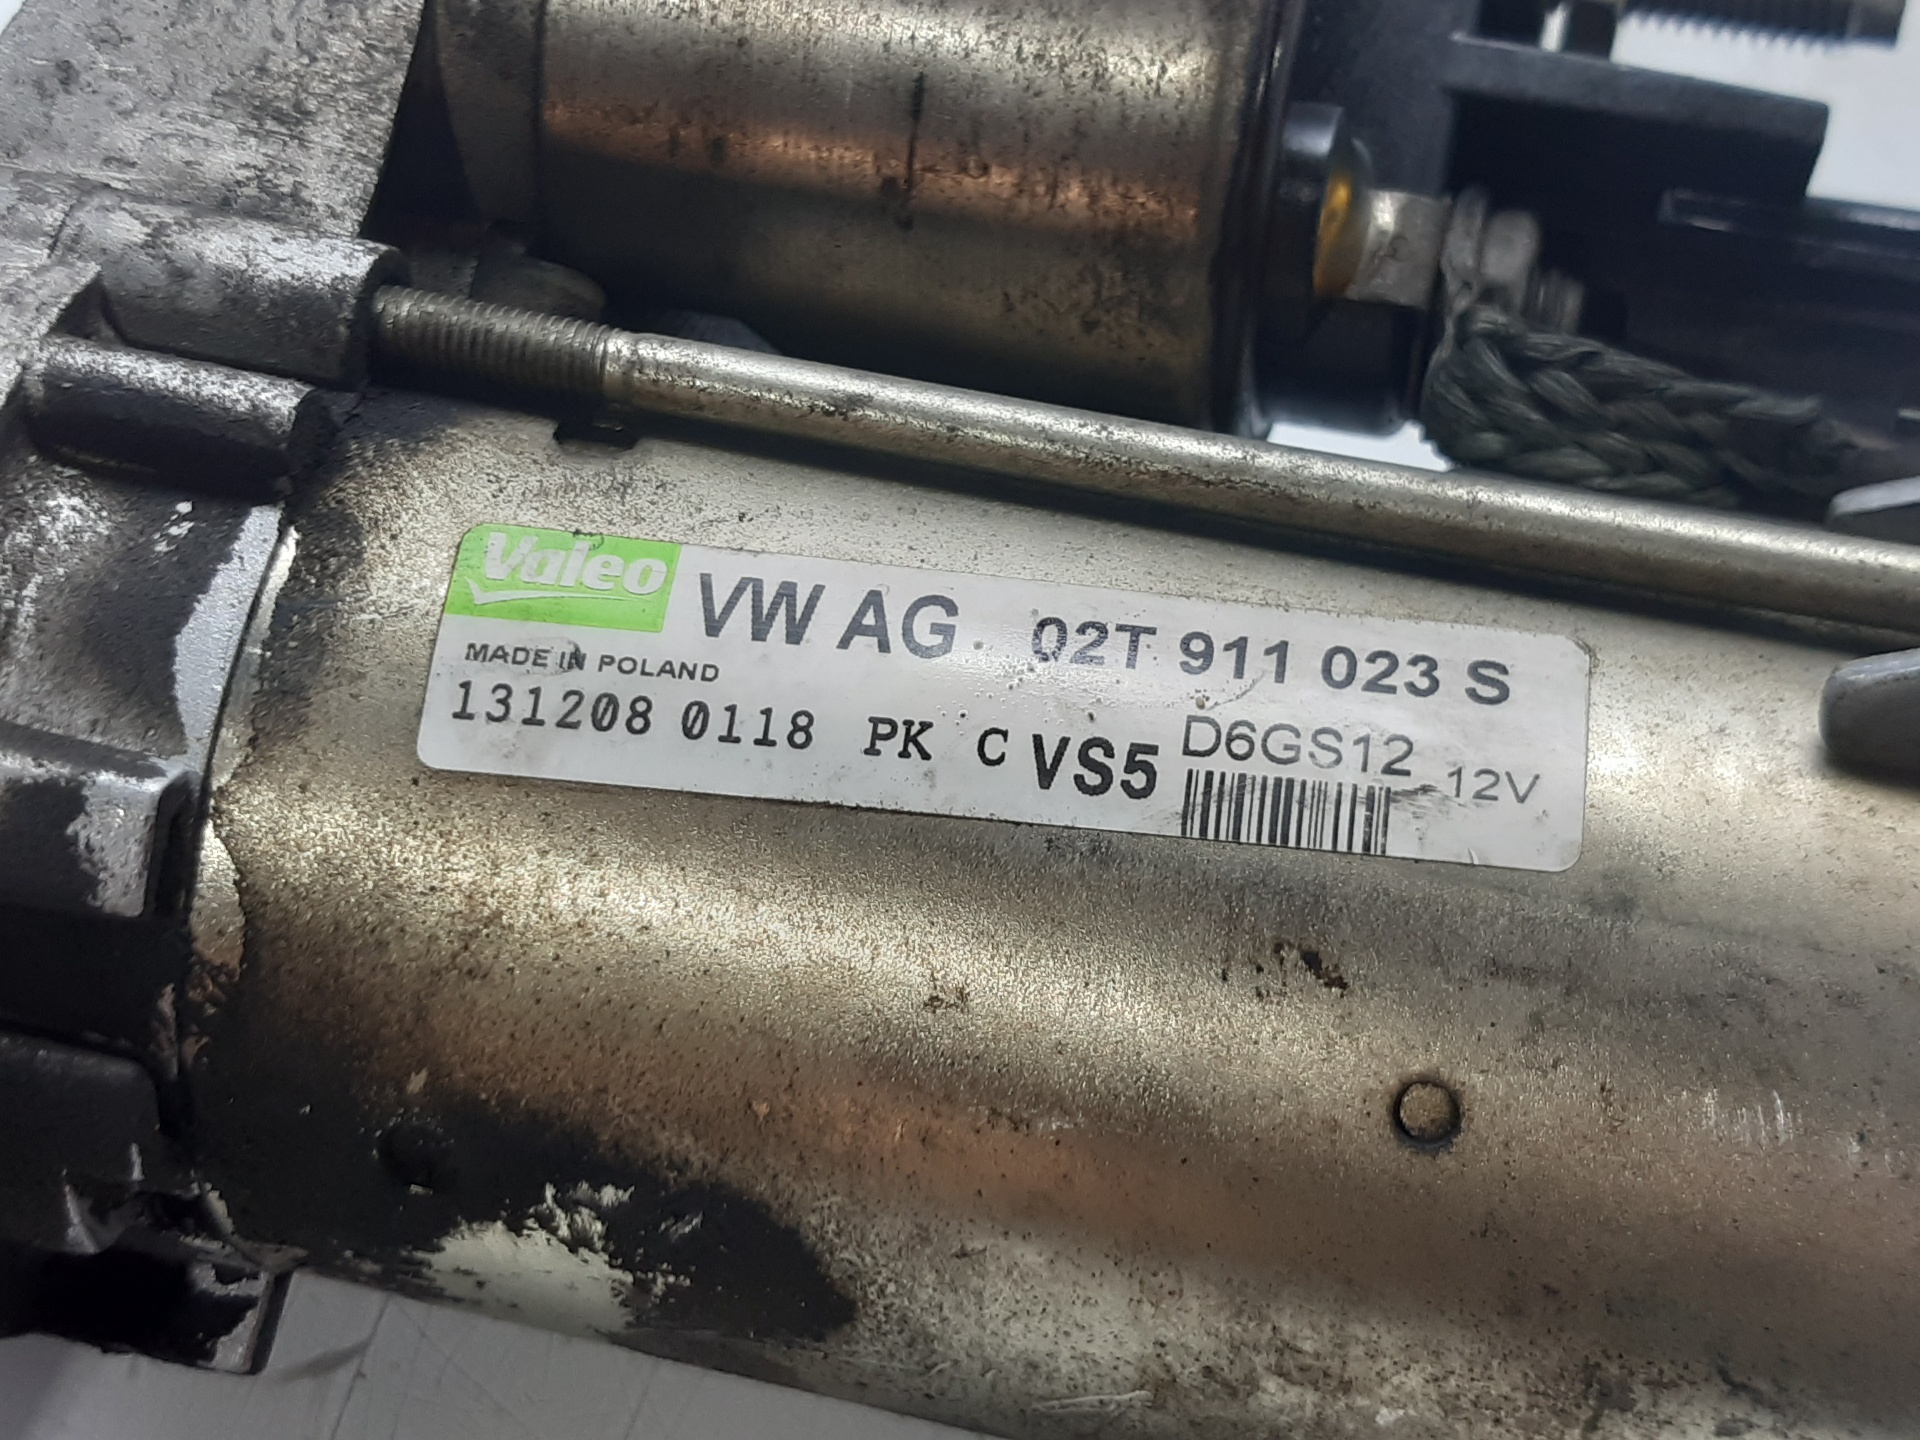 Valeo VW AG 02T 911 023 S
MADE IN POLAND
131208 0118 PK C VS5 D6GS12 12V